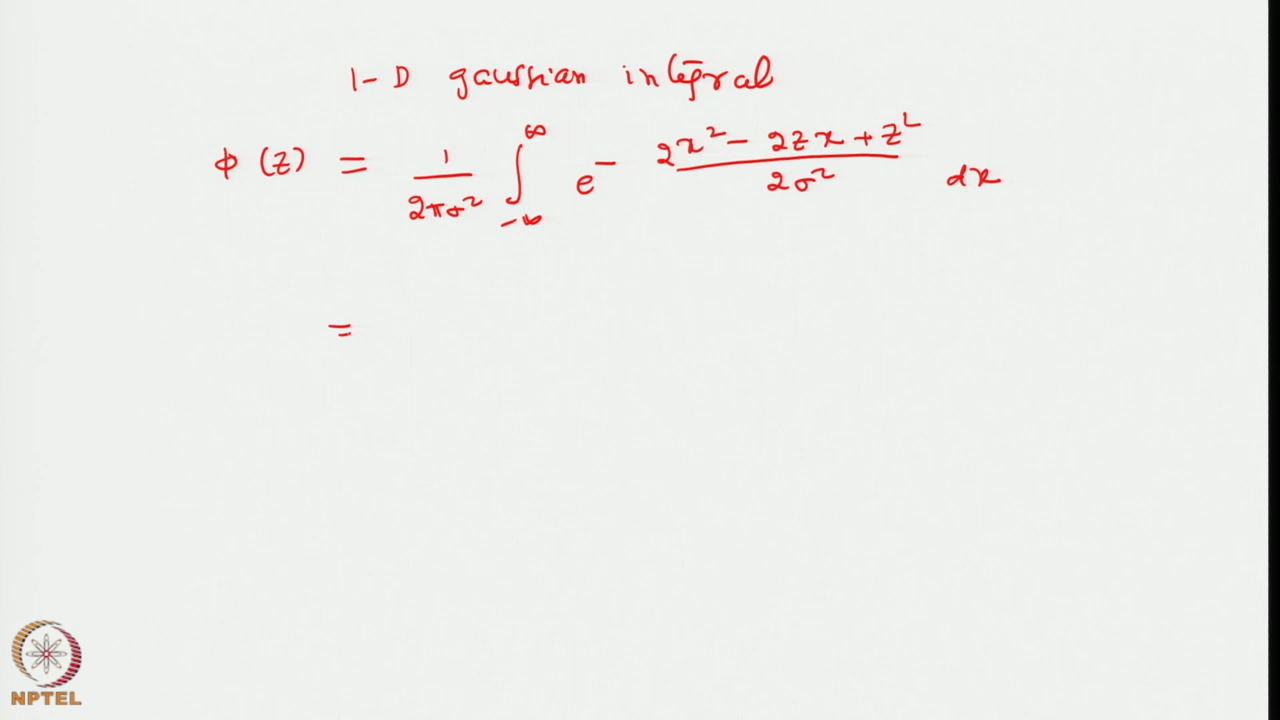 1-D gaussian integral
ϕ(z) = 1/(2πσ²) ∫_{-∞}^{∞} e^{-(2x² - 2zx + z²)/(2σ²)} dx
=
NPTEL